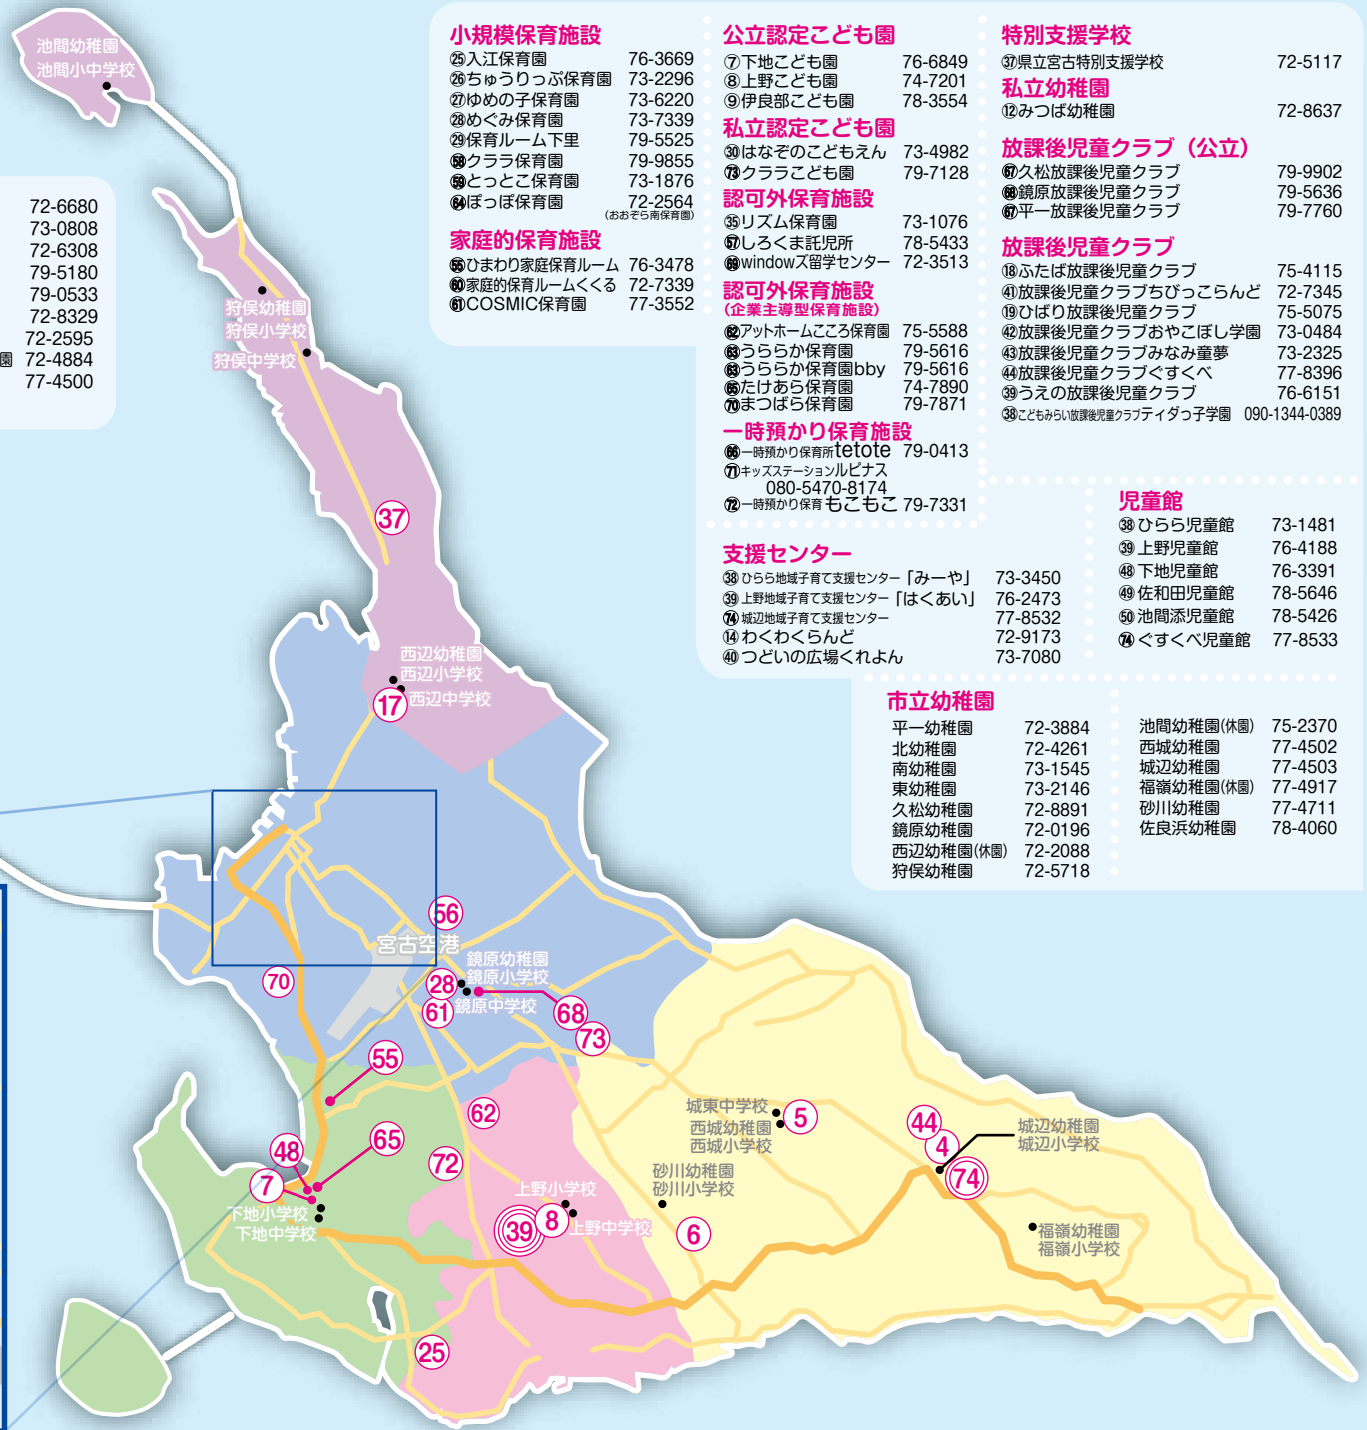 池間幼稚園
池間小中学校
72-6680
73-0808
72-6308
79-5180
79-0533
72-8329
72-2595
園 72-4884
77-4500
小規模保育施設
㉕入江保育園 76-3669
㉖ちゅうりっぷ保育園 73-2296
㉗ゆめの子保育園 73-6220
㉘めぐみ保育園 73-7339
㉙保育ルーム下里 79-5525
58クララ保育園 79-9855
59とっとこ保育園 73-1876
64ぽっぽ保育園 72-2564
(おおぞら南保育園)
家庭的保育施設
55ひまわり家庭保育ルーム 76-3478
60家庭的保育ルームくくる 72-7339
61COSMIC保育園 77-3552
公立認定こども園
⑦下地こども園 76-6849
⑧上野こども園 74-7201
⑨伊良部こども園 78-3554
私立認定こども園
㉚はなぞのこどもえん 73-4982
73クララこども園 79-7128
認可外保育施設
㉟リズム保育園 73-1076
57しろくま託児所 78-5433
69windowズ留学センター 72-3513
認可外保育施設
(企業主導型保育施設)
62アットホームこころ保育園 75-5588
63うららか保育園 79-5616
63うららか保育園bby 79-5616
65たけあら保育園 74-7890
70まつばら保育園 79-7871
一時預かり保育施設
66一時預かり保育所tetote 79-0413
71キッズステーションルピナス
080-5470-8174
72一時預かり保育もこもこ 79-7331
特別支援学校
㊲県立宮古特別支援学校 72-5117
私立幼稚園
⑫みつば幼稚園 72-8637
放課後児童クラブ（公立）
67久松放課後児童クラブ 79-9902
68鏡原放課後児童クラブ 79-5636
67平一放課後児童クラブ 79-7760
放課後児童クラブ
⑱ふたば放課後児童クラブ 75-4115
㊶放課後児童クラブちびっこらんど 72-7345
⑲ひばり放課後児童クラブ 75-5075
㊷放課後児童クラブおやこぼし学園 73-0484
㊸放課後児童クラブみなみ童夢 73-2325
㊹放課後児童クラブぐすくべ 77-8396
㊴うえの放課後児童クラブ 76-6151
㊳こどもみらい放課後児童クラブティダっ子学園 090-1344-0389
支援センター
㊳ひらら地域子育て支援センター「みーや」 73-3450
㊴上野地域子育て支援センター「はくあい」 76-2473
74城辺地域子育て支援センター 77-8532
⑭わくわくらんど 72-9173
㊵つどいの広場くれよん 73-7080
児童館
㊳ひらら児童館 73-1481
㊴上野児童館 76-4188
㊽下地児童館 76-3391
㊾佐和田児童館 78-5646
㊿池間添児童館 78-5426
74ぐすくべ児童館 77-8533
市立幼稚園
平一幼稚園 72-3884
北幼稚園 72-4261
南幼稚園 73-1545
東幼稚園 73-2146
久松幼稚園 72-8891
鏡原幼稚園 72-0196
西辺幼稚園(休園) 72-2088
狩俣幼稚園 72-5718
池間幼稚園(休園) 75-2370
西城幼稚園 77-4502
城辺幼稚園 77-4503
福嶺幼稚園(休園) 77-4917
砂川幼稚園 77-4711
佐良浜幼稚園 78-4060
狩俣幼稚園
狩俣小学校
狩俣中学校
37
西辺幼稚園
西辺小学校
西辺中学校
17
56
宮古空港
鏡原幼稚園
鏡原小学校
鏡原中学校
70
28
61
68
73
55
62
48
65
72
7
下地小学校
下地中学校
上野小学校
39
8
上野中学校
25
城東中学校
西城幼稚園
西城小学校
5
砂川幼稚園
砂川小学校
6
44
4
74
城辺幼稚園
城辺小学校
福嶺幼稚園
福嶺小学校